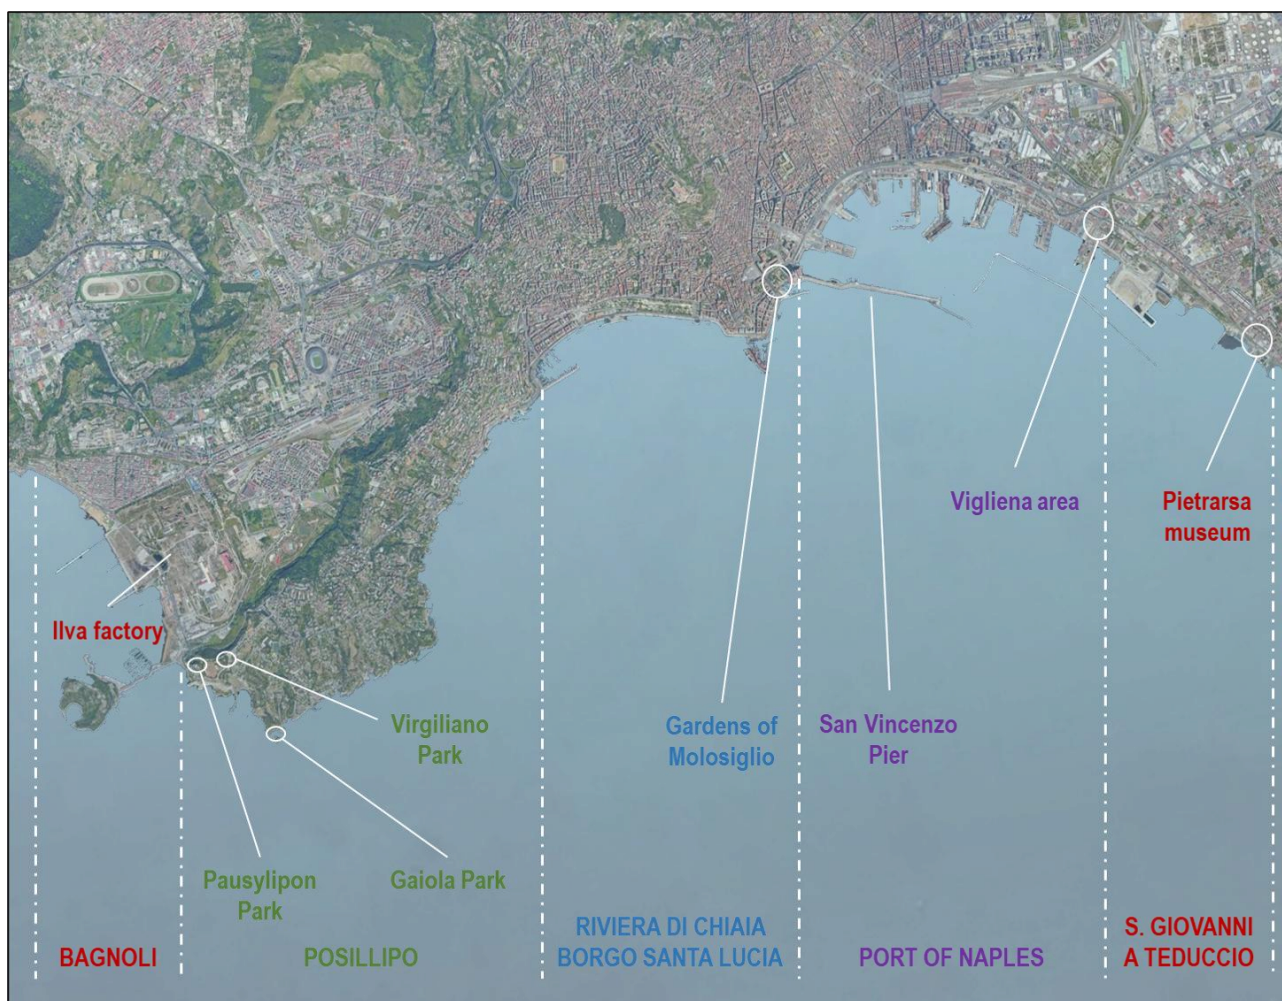 Vigliena area
Pietrarsa
museum
Ilva factory
Virgiliano
Park
Gardens of
Molosiglio
San Vincenzo
Pier
Pausylipon
Park
Gaiola Park
BAGNOLI
POSILLIPO
RIVIERA DI CHIAIA
BORGO SANTA LUCIA
PORT OF NAPLES
S. GIOVANNI
A TEDUCCIO